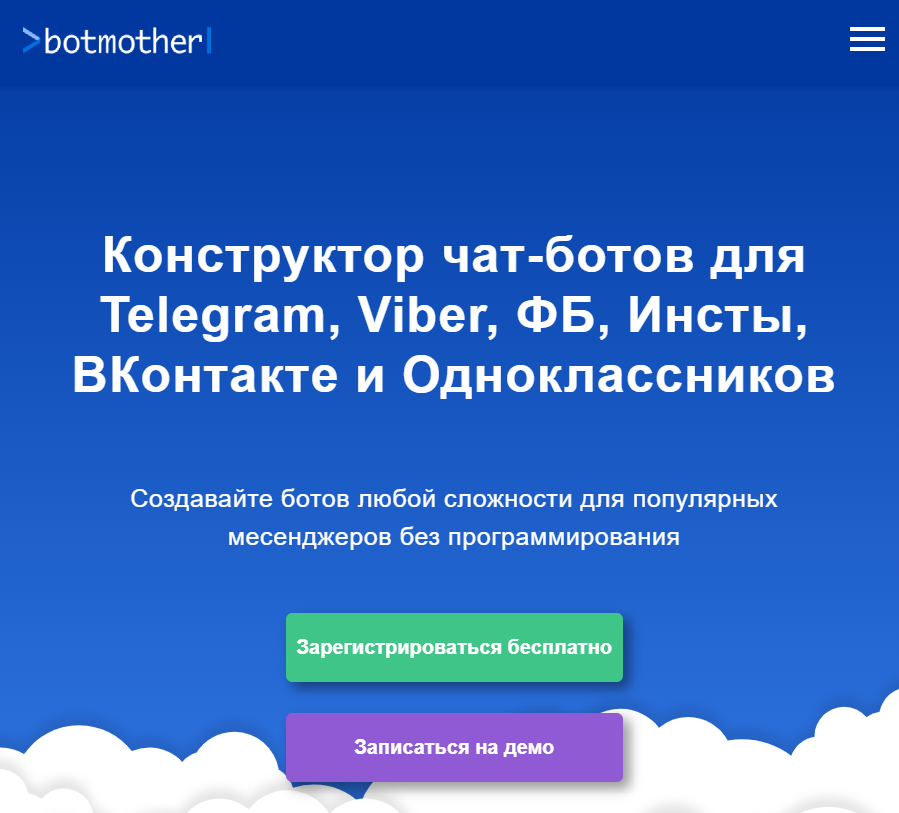 >botmother|
Конструктор чат-ботов для
Telegram, Viber, ФБ, Инсты,
ВКонтакте и Одноклассников
Создавайте ботов любой сложности для популярных
месенджеров без программирования
Зарегистрироваться бесплатно
Записаться на демо